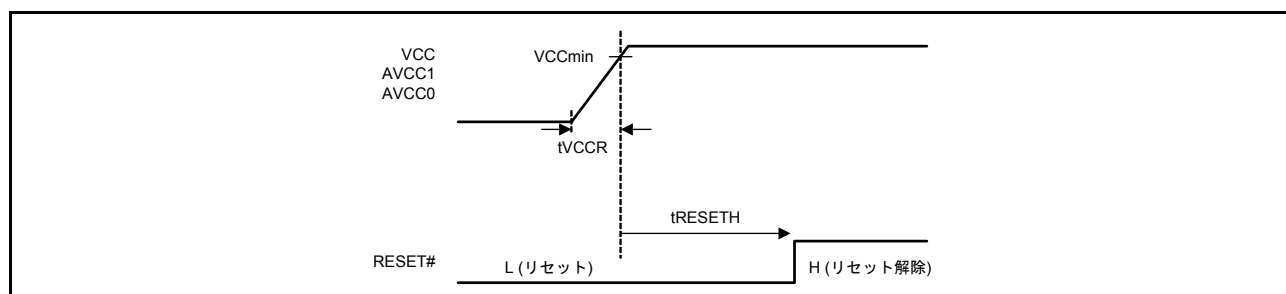 VCC
AVCC1
AVCC0
VCCmin
tVCCR
tRESETH
RESET#
L (リセット)
H (リセット解除)